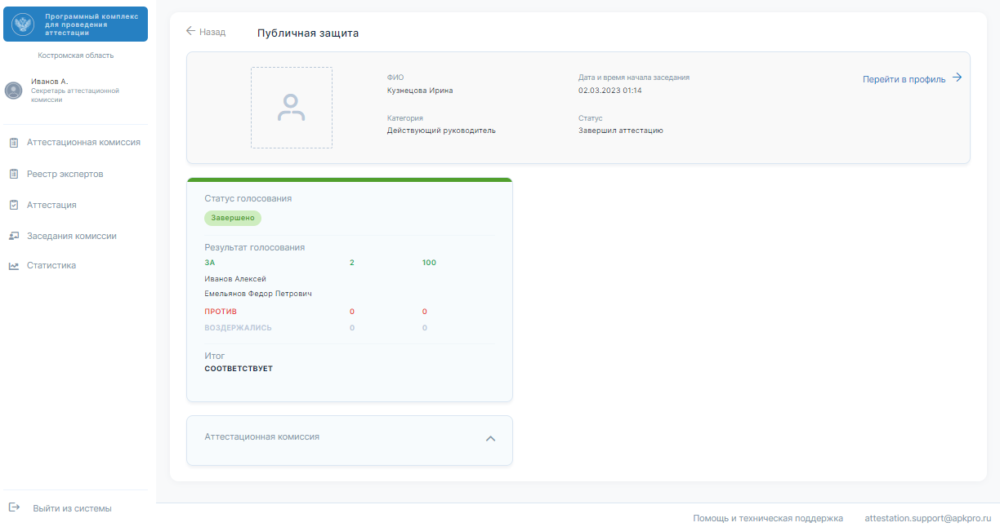 Программный комплекс
для проведения
аттестации
Костромская область
Иванов А.
Секретарь аттестационной
комиссии
Аттестационная комиссия
Реестр экспертов
Аттестация
Заседания комиссии
Статистика
Выйти из системы
Назад
Публичная защита
ФИО
Кузнецова Ирина
Категория
Действующий руководитель
Дата и время начала заседания
02.03.2023 01:14
Статус
Завершил аттестацию
Перейти в профиль
Статус голосования
Завершено
Результат голосования
ЗА 2 100
Иванов Алексей
Емельянов Федор Петрович
ПРОТИВ 0 0
ВОЗДЕРЖАЛИСЬ 0 0
Итог
СООТВЕТСТВУЕТ
Аттестационная комиссия
Помощь и техническая поддержка attestation.support@apkpro.ru